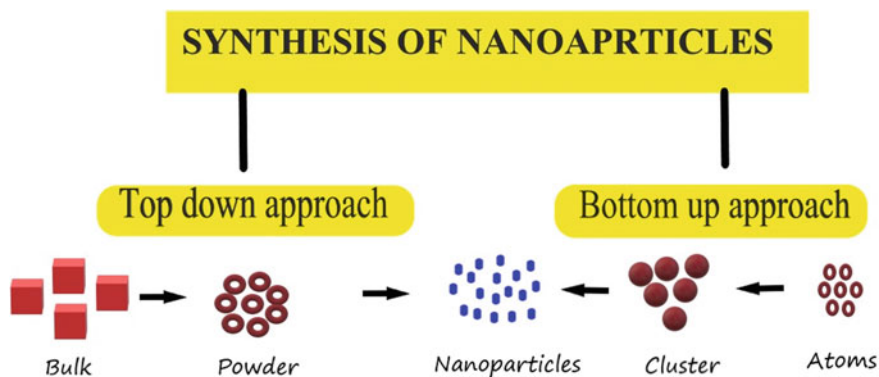 SYNTHESIS OF NANOAPRTICLES
Top down approach
Bottom up approach
Bulk
Powder
Nanoparticles
Cluster
Atoms